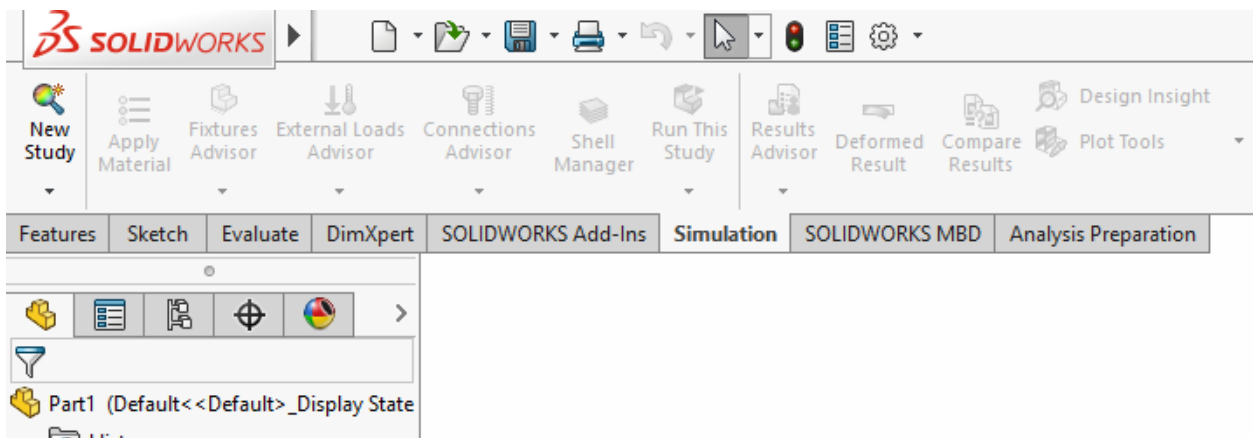 SOLIDWORKS
New Study
Apply Material
Fixtures Advisor
External Loads Advisor
Connections Advisor
Shell Manager
Run This Study
Results Advisor
Deformed Result
Compare Results
Design Insight
Plot Tools
Features Sketch Evaluate DimXpert SOLIDWORKS Add-Ins Simulation SOLIDWORKS MBD Analysis Preparation
Part1 (Default<<Default>_Display State